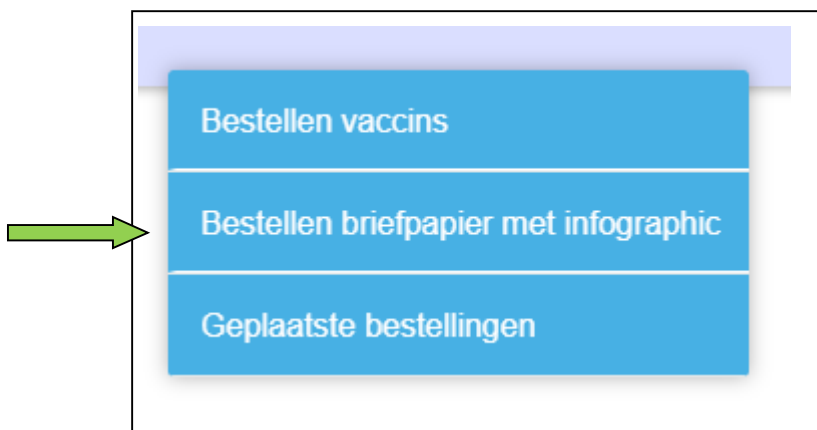 Bestellen vaccins
Bestellen briefpapier met infographic
Geplaatste bestellingen